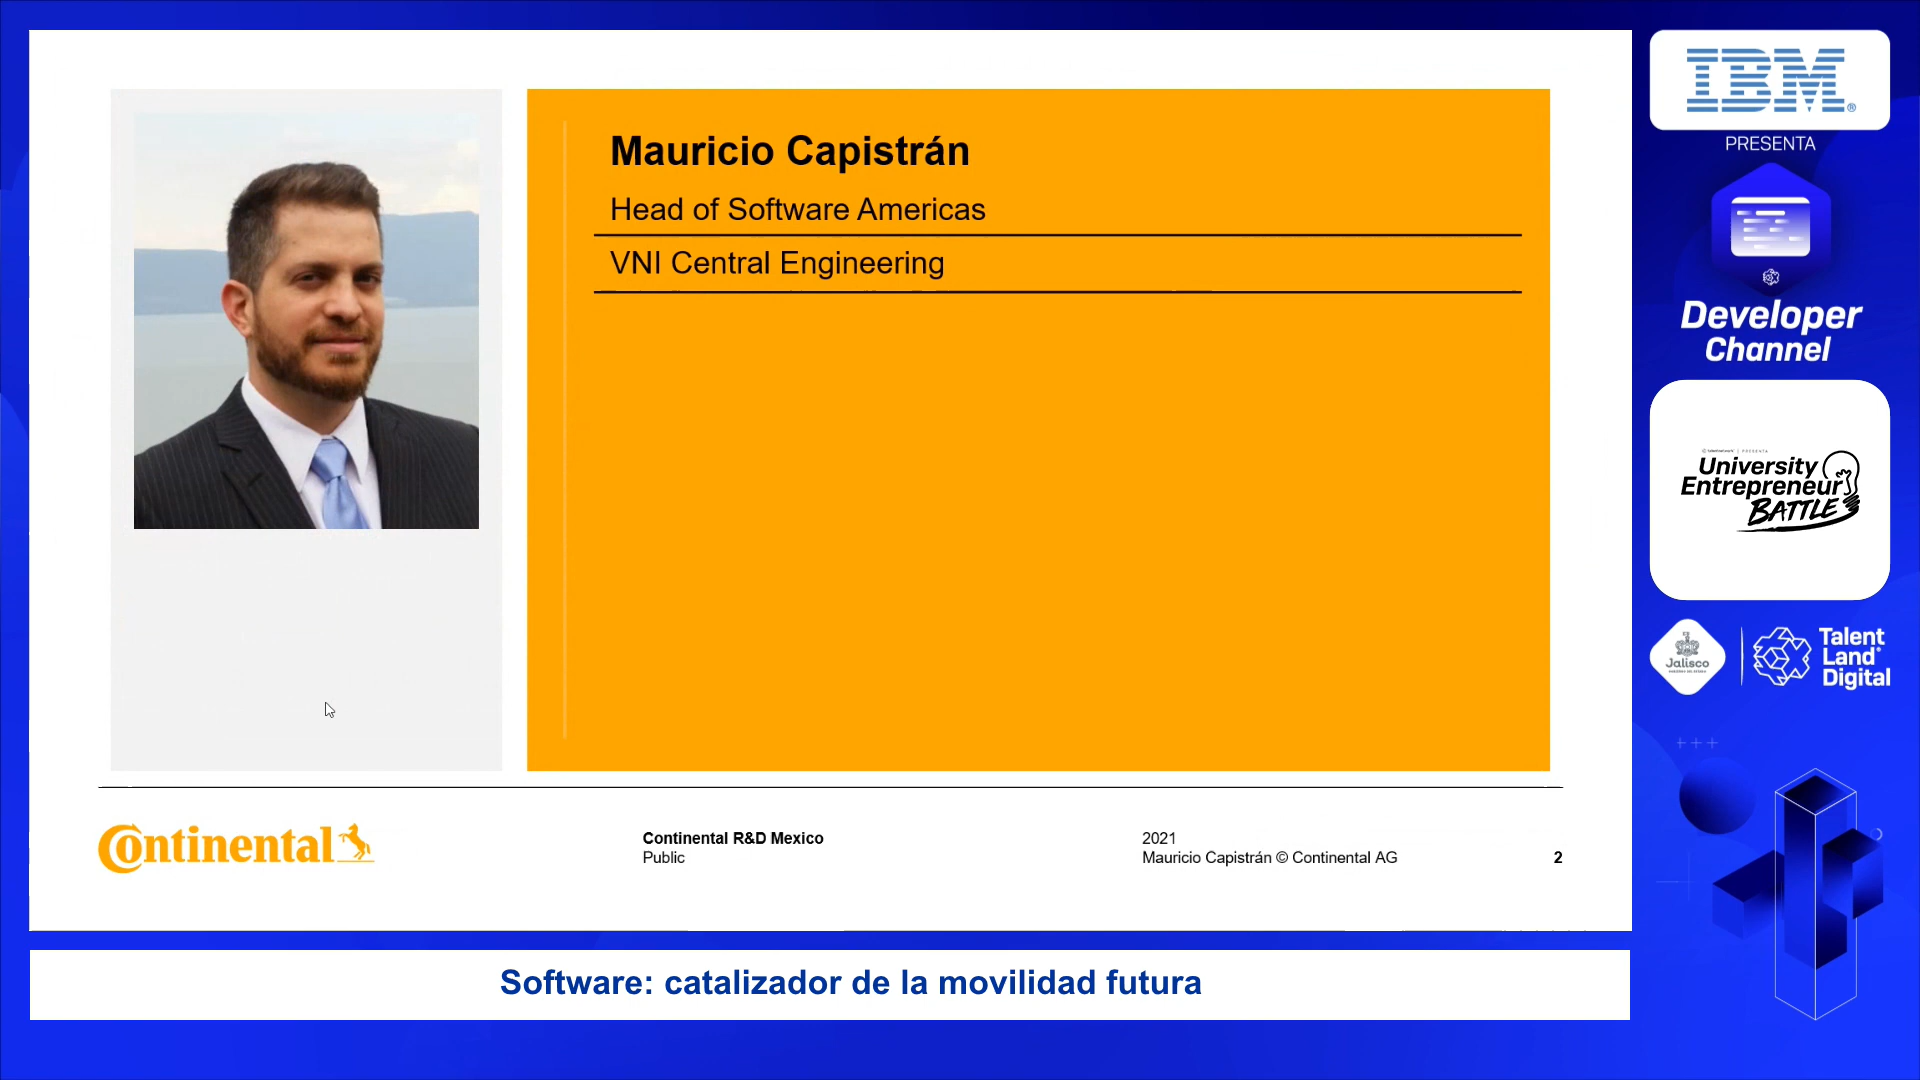 Mauricio Capistrán
Head of Software Americas
VNI Central Engineering
Continental
Continental R&D Mexico
Public
2021
Mauricio Capistrán © Continental AG
2
Software: catalizador de la movilidad futura
IBM®
PRESENTA
Developer
Channel
PRESENTA
University
Entrepreneur
BATTLE
Jalisco
Talent
Land®
Digital